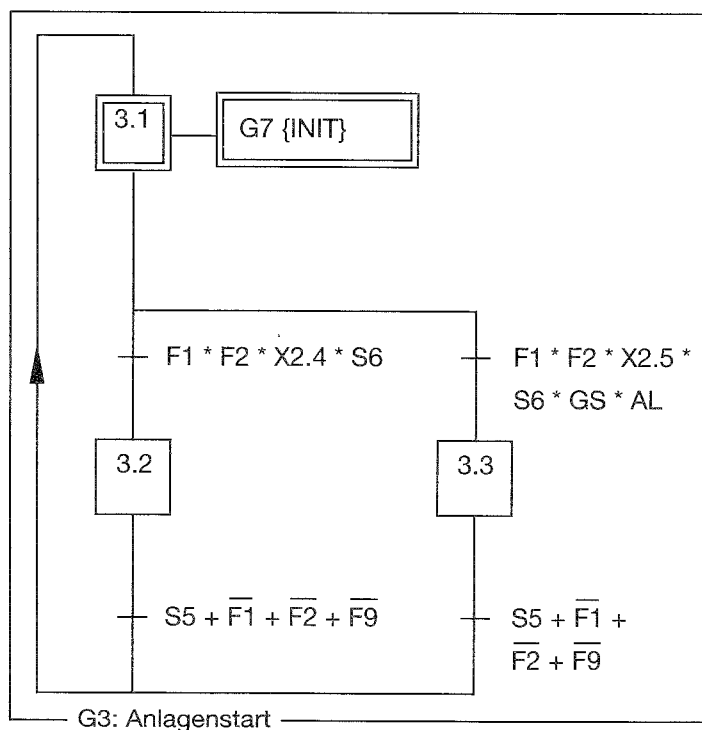 3.1
G7 {INIT}
F1 * F2 * X2.4 * S6
F1 * F2 * X2.5 *
S6 * GS * AL
3.2
3.3
S5 + F̅1̅ + F̅2̅ + F̅9̅
S5 + F̅1̅ +
F̅2̅ + F̅9̅
G3: Anlagenstart